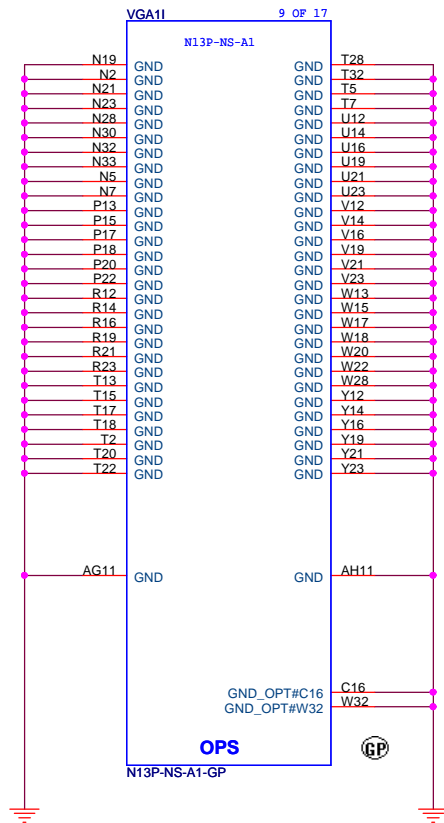 VGA1I 9 OF 17
N13P-NS-A1
N19 GND GND T28
N2 GND GND T32
N21 GND GND T5
N23 GND GND T7
N28 GND GND U12
N30 GND GND U14
N32 GND GND U16
N33 GND GND U19
N5 GND GND U21
N7 GND GND U23
P13 GND GND V12
P15 GND GND V14
P17 GND GND V16
P18 GND GND V19
P20 GND GND V21
P22 GND GND V23
R12 GND GND W13
R14 GND GND W15
R16 GND GND W17
R19 GND GND W18
R21 GND GND W20
R23 GND GND W22
T13 GND GND W28
T15 GND GND Y12
T17 GND GND Y14
T18 GND GND Y16
T2 GND GND Y19
T20 GND GND Y21
T22 GND GND Y23
AG11 GND GND AH11
GND_OPT#C16 C16
GND_OPT#W32 W32
OPS GP
N13P-NS-A1-GP